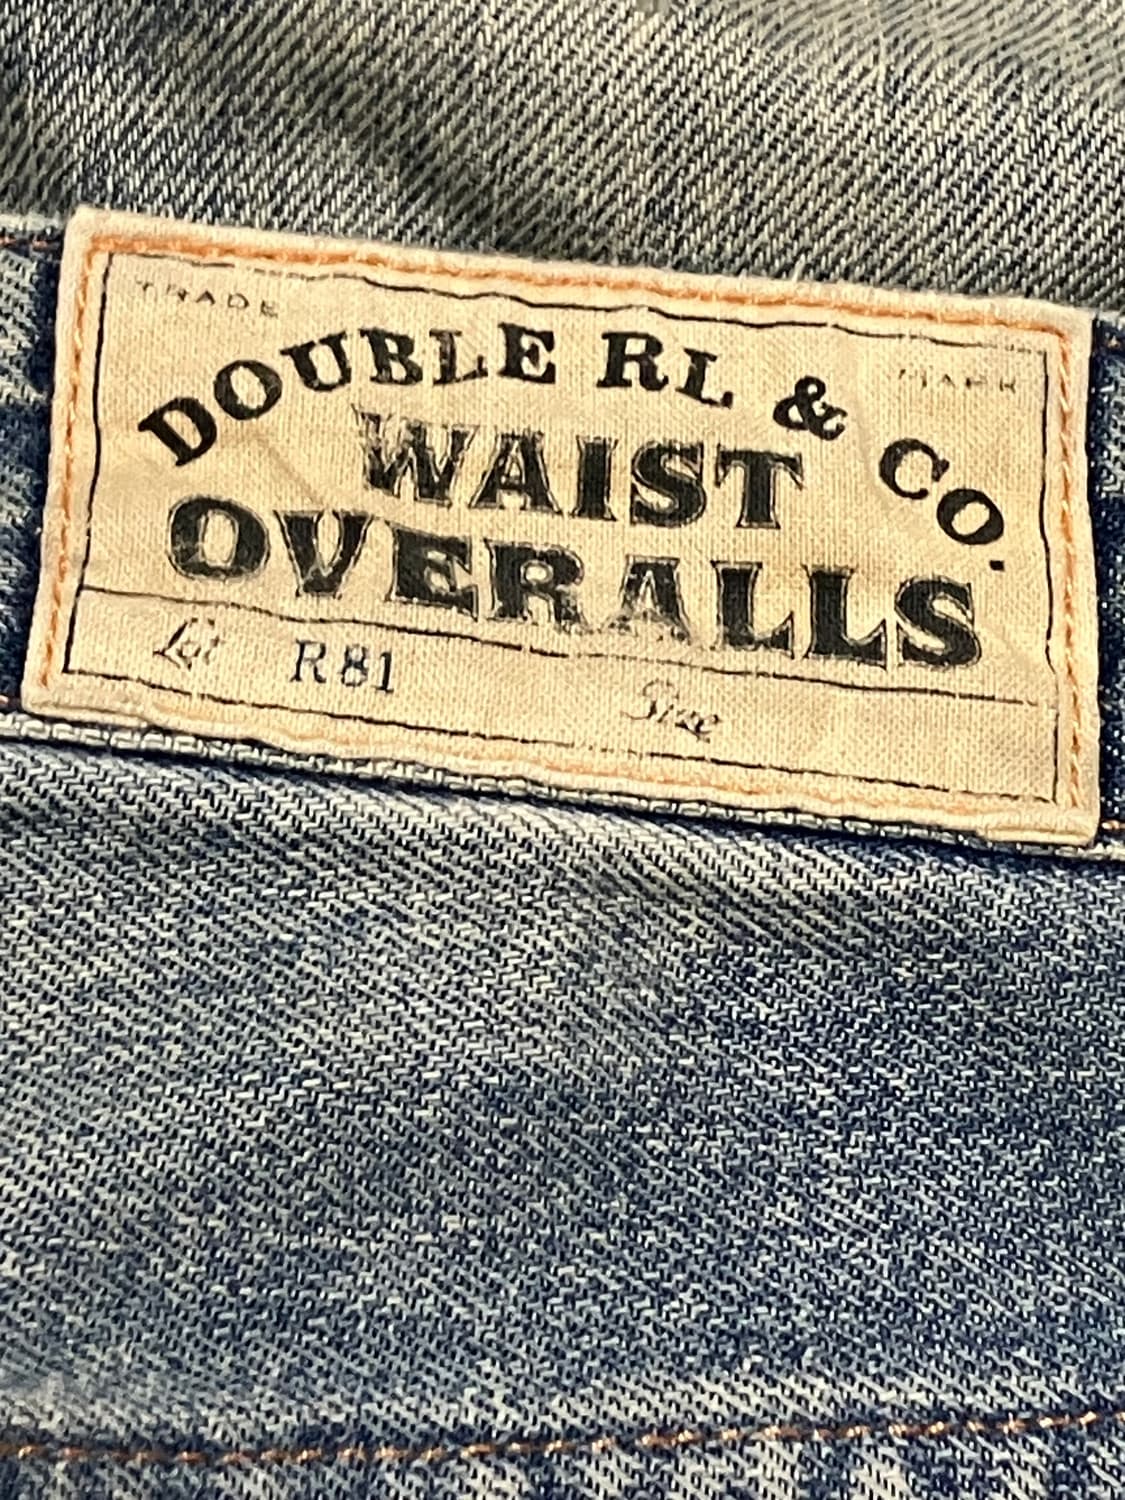 TRADE MARK
DOUBLE RL & CO.
WAIST
OVERALLS
Lot R81 Size